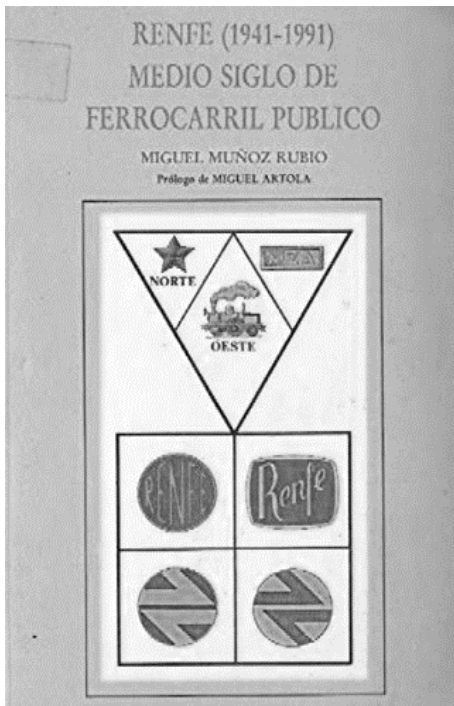 RENFE (1941-1991)
MEDIO SIGLO DE
FERROCARRIL PUBLICO
MIGUEL MUÑOZ RUBIO
Prólogo de MIGUEL ARTOLA
NORTE
MZA
OESTE
RENFE
Renfe